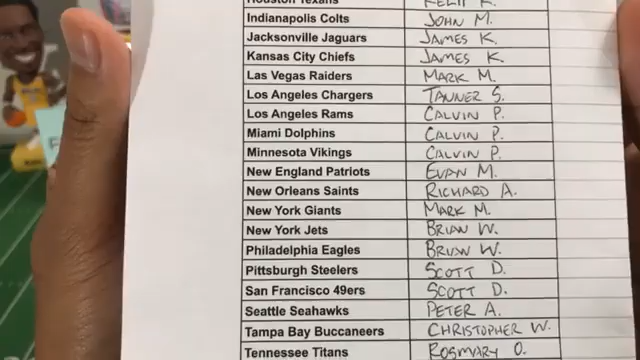 Houston Texans KELII K.
Indianapolis Colts JOHN M.
Jacksonville Jaguars JAMES K.
Kansas City Chiefs JAMES K.
Las Vegas Raiders MARK M.
Los Angeles Chargers TANNER S.
Los Angeles Rams CALVIN P.
Miami Dolphins CALVIN P.
Minnesota Vikings CALVIN P.
New England Patriots EVAN M.
New Orleans Saints RICHARD A.
New York Giants MARK M.
New York Jets BRIAN W.
Philadelphia Eagles BRIAN W.
Pittsburgh Steelers SCOTT D.
San Francisco 49ers SCOTT D.
Seattle Seahawks PETER A.
Tampa Bay Buccaneers CHRISTOPHER W.
Tennessee Titans ROSMARY O.